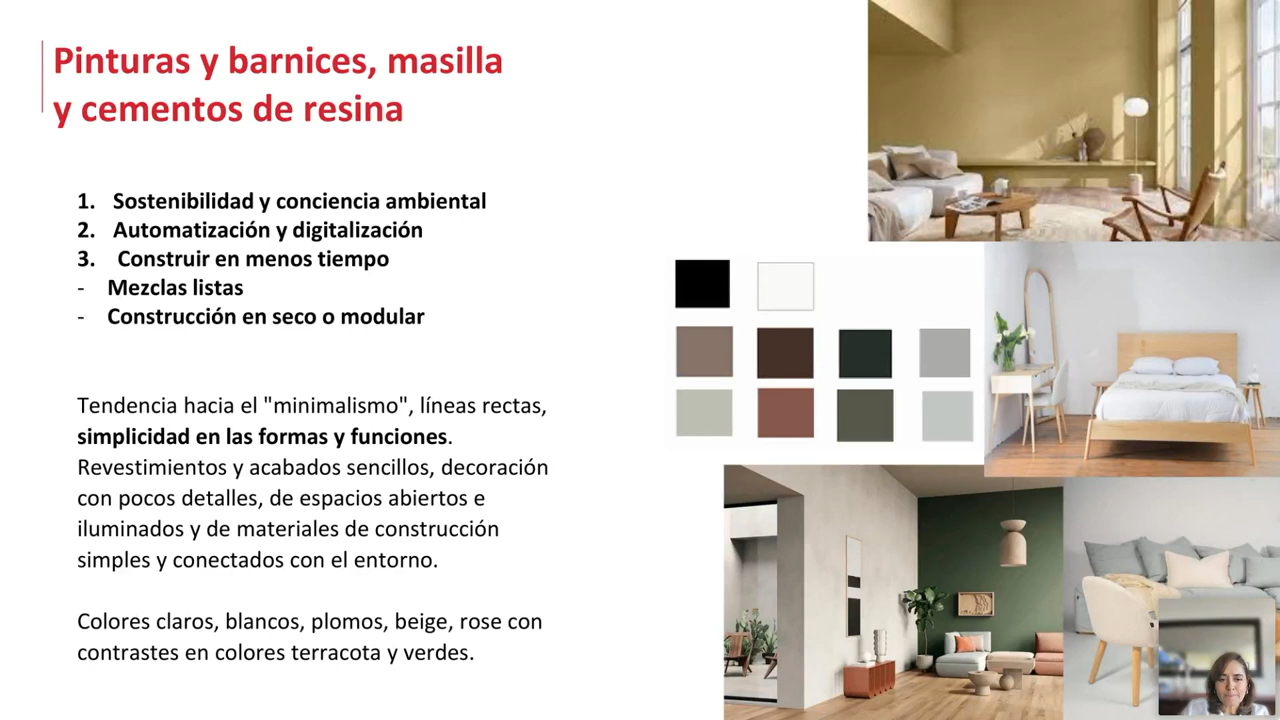 Pinturas y barnices, masilla
y cementos de resina
1. Sostenibilidad y conciencia ambiental
2. Automatización y digitalización
3. Construir en menos tiempo
- Mezclas listas
- Construcción en seco o modular
Tendencia hacia el "minimalismo", líneas rectas,
simplicidad en las formas y funciones.
Revestimientos y acabados sencillos, decoración
con pocos detalles, de espacios abiertos e
iluminados y de materiales de construcción
simples y conectados con el entorno.
Colores claros, blancos, plomos, beige, rose con
contrastes en colores terracota y verdes.